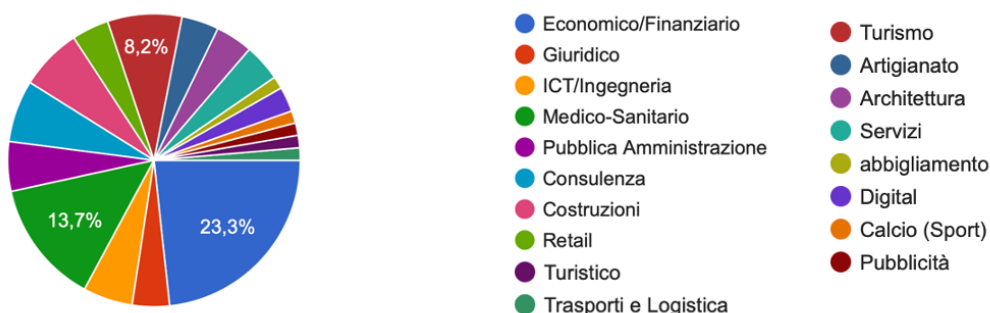 8,2%
13,7%
23,3%
Economico/Finanziario
Giuridico
ICT/Ingegneria
Medico-Sanitario
Pubblica Amministrazione
Consulenza
Costruzioni
Retail
Turistico
Trasporti e Logistica
Turismo
Artigianato
Architettura
Servizi
abbigliamento
Digital
Calcio (Sport)
Pubblicità